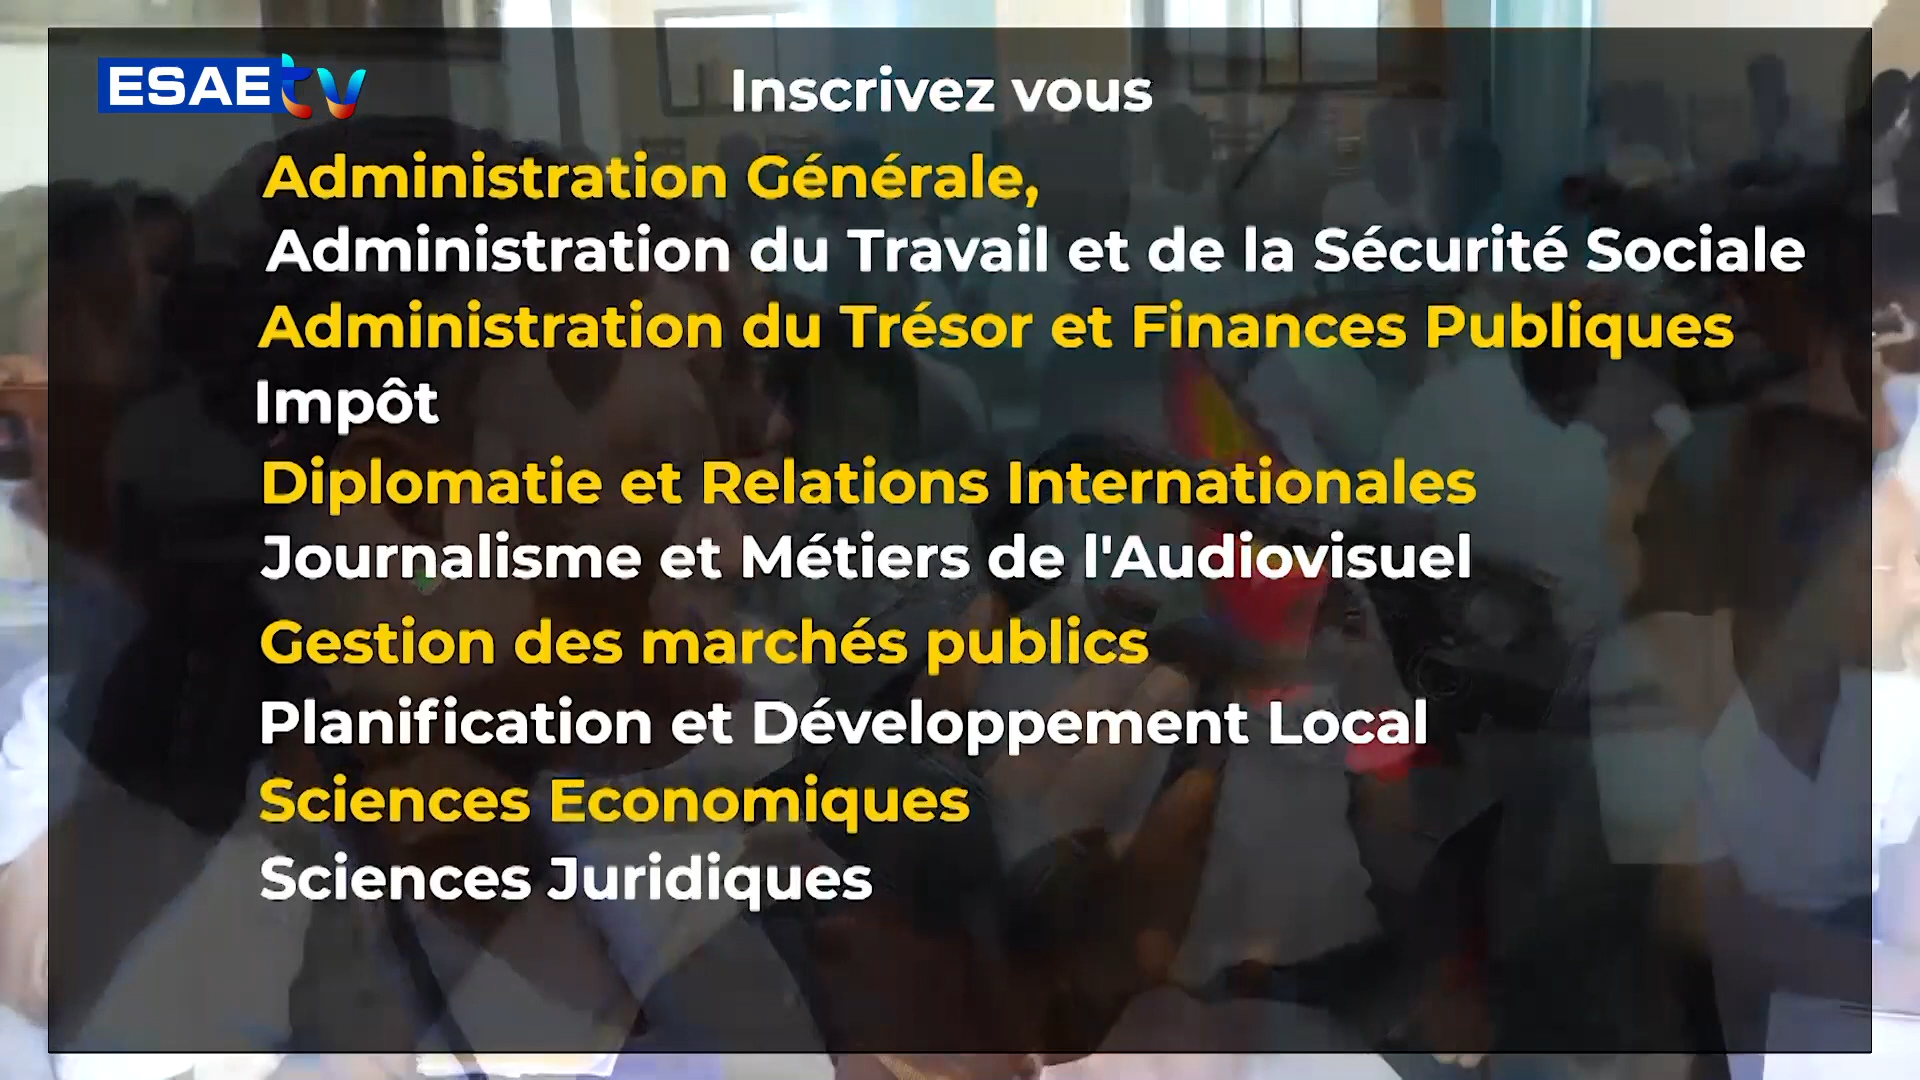 ESAE tv
Inscrivez vous
Administration Générale,
Administration du Travail et de la Sécurité Sociale
Administration du Trésor et Finances Publiques
Impôt
Diplomatie et Relations Internationales
Journalisme et Métiers de l'Audiovisuel
Gestion des marchés publics
Planification et Développement Local
Sciences Economiques
Sciences Juridiques